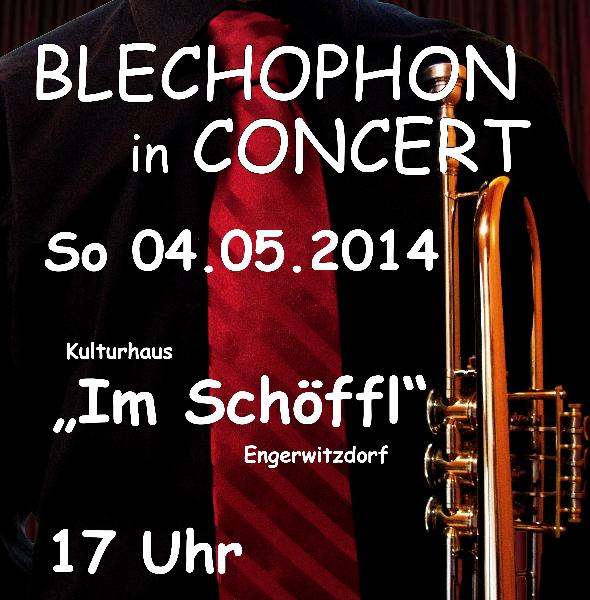 BLECHOPHON
in CONCERT
So 04.05.2014
Kulturhaus
„Im Schöffl“
Engerwitzdorf
17 Uhr